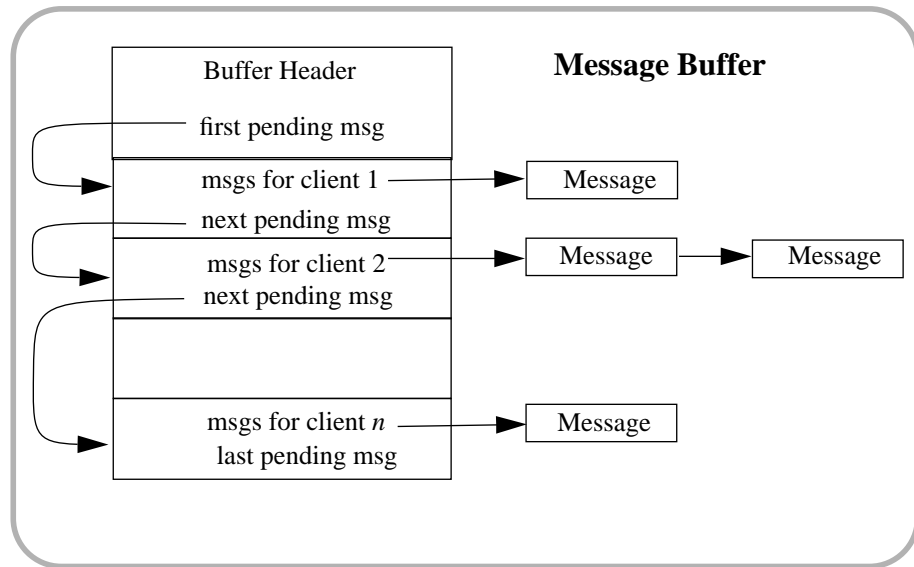 Buffer Header
Message Buffer
first pending msg
msgs for client 1
Message
next pending msg
msgs for client 2
Message
Message
next pending msg
msgs for client n
Message
last pending msg